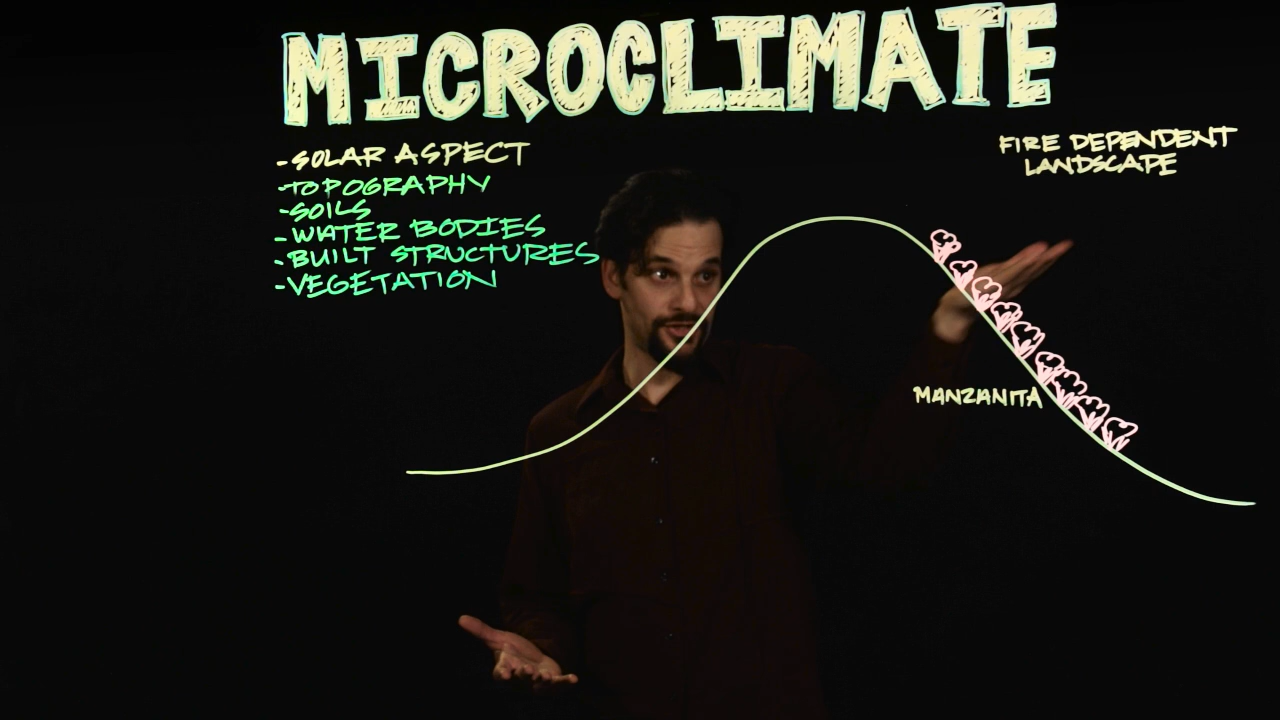 MICROCLIMATE
-SOLAR ASPECT
-TOPOGRAPHY
-SOILS
-WATER BODIES
-BUILT STRUCTURES
-VEGETATION
FIRE DEPENDENT
LANDSCAPE
MANZANITA